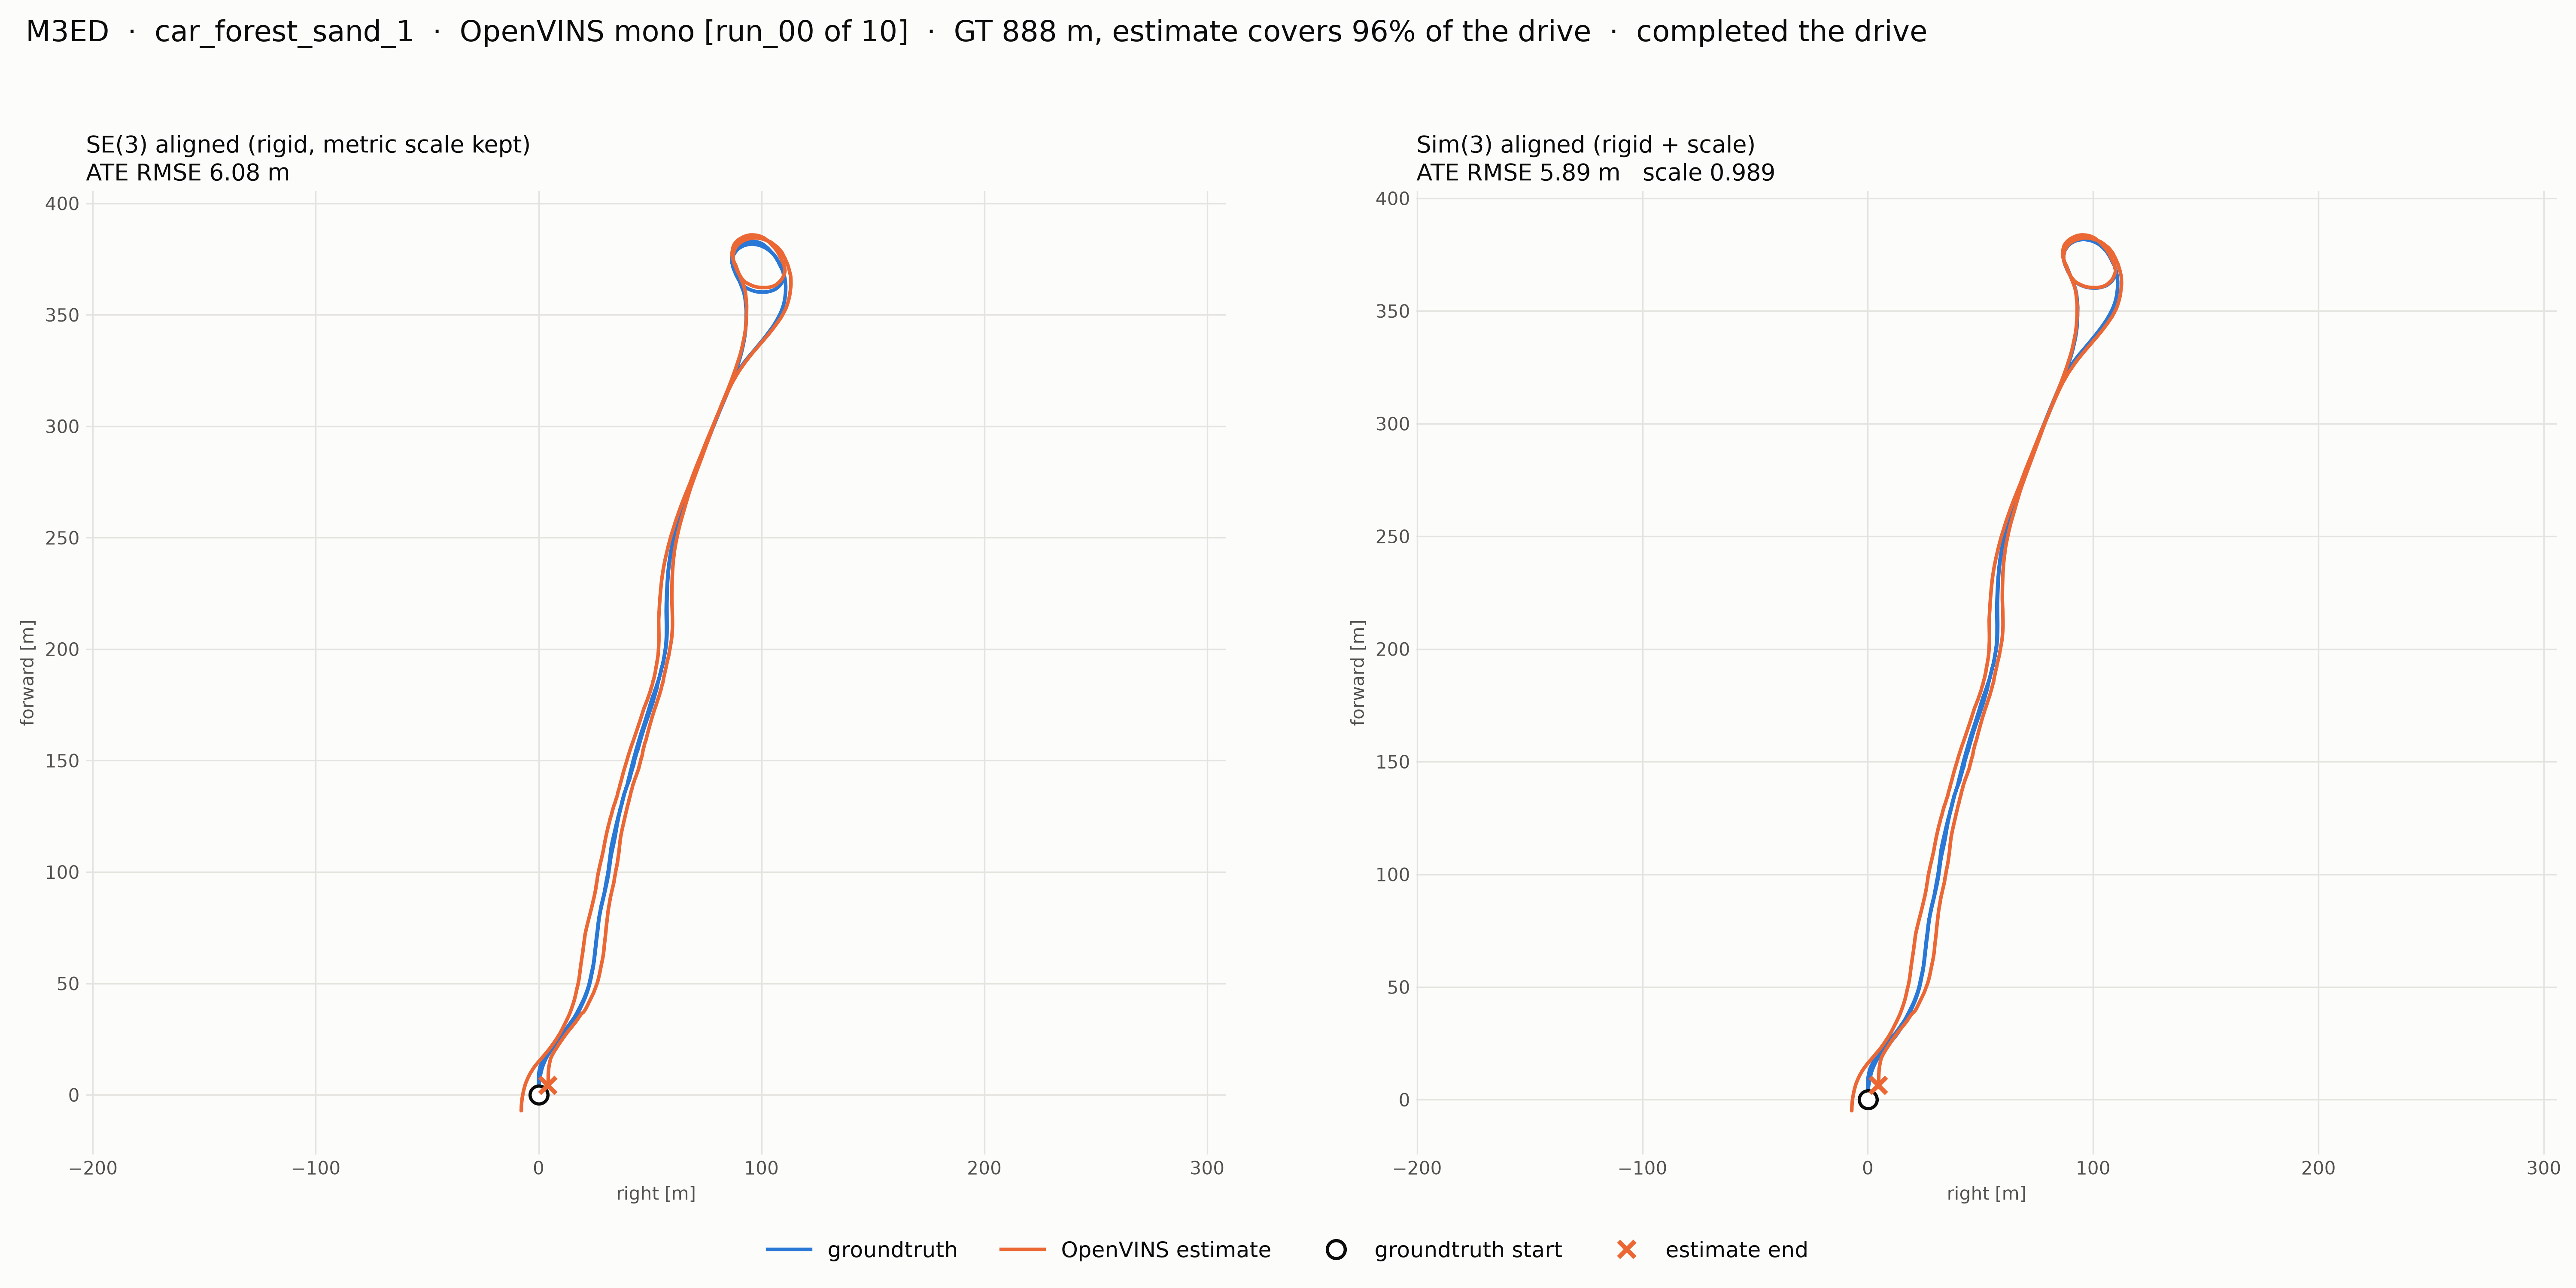 M3ED · car_forest_sand_1 · OpenVINS mono [run_00 of 10] · GT 888 m, estimate covers 96% of the drive · completed the drive
SE(3) aligned (rigid, metric scale kept)
ATE RMSE 6.08 m
400
350
300
250
200
150
100
50
0
forward [m]
−200
−100
0
100
200
300
right [m]
Sim(3) aligned (rigid + scale)
ATE RMSE 5.89 m scale 0.989
400
350
300
250
200
150
100
50
0
forward [m]
−200
−100
0
100
200
300
right [m]
groundtruth
OpenVINS estimate
groundtruth start
estimate end